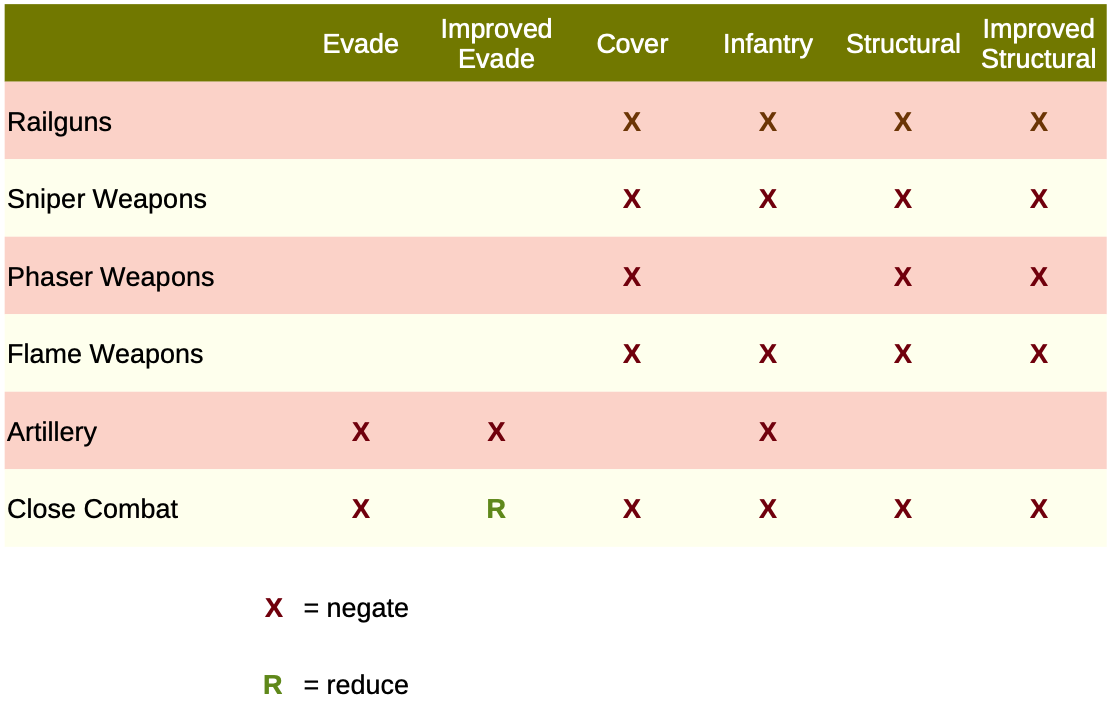 Evade Improved Evade Cover Infantry Structural Improved Structural
Railguns X X X X
Sniper Weapons X X X X
Phaser Weapons X X X
Flame Weapons X X X X
Artillery X X X
Close Combat X R X X X X
X = negate
R = reduce